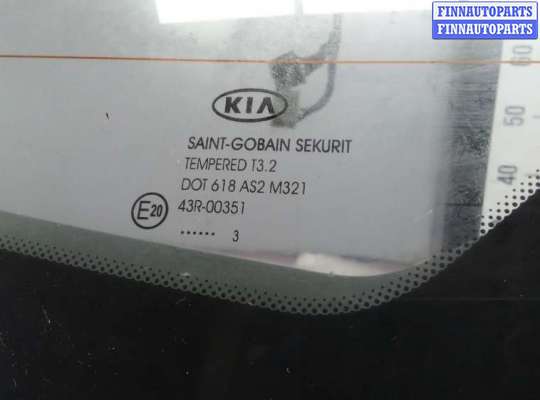 FINNAUTOPARTS
FINNAUTOPARTS
KIA
SAINT-GOBAIN SEKURIT
TEMPERED T3.2
DOT 618 AS2 M321
E20 43R-00351
...... 3
60
50
40